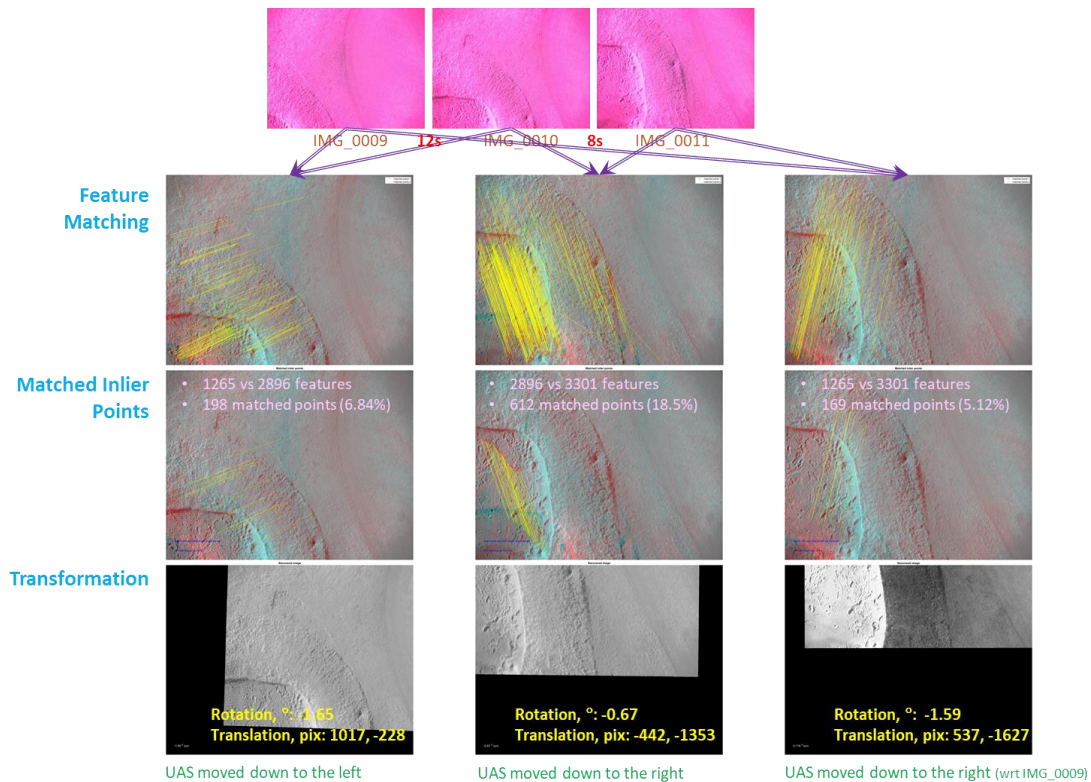 IMG_0009 12s IMG_0010 8s IMG_0011
Feature
Matching
Matched Inlier
Points
• 1265 vs 2896 features
• 198 matched points (6.84%)
• 2896 vs 3301 features
• 612 matched points (18.5%)
• 1265 vs 3301 features
• 169 matched points (5.12%)
Transformation
Rotation, °: -1.65
Translation, pix: 1017, -228
Rotation, °: -0.67
Translation, pix: -442, -1353
Rotation, °: -1.59
Translation, pix: 537, -1627
UAS moved down to the left
UAS moved down to the right
UAS moved down to the right (wrt IMG_0009)